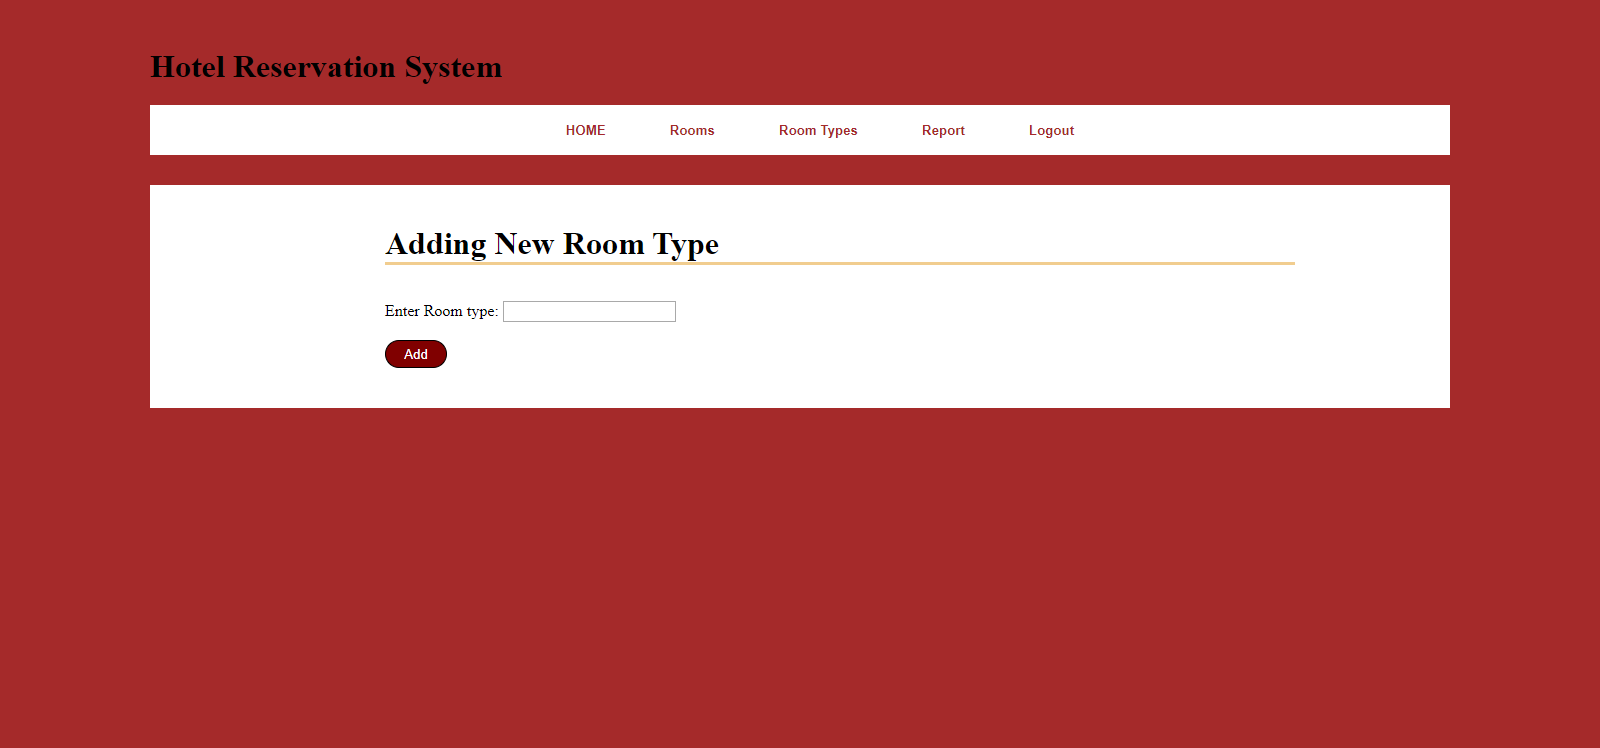 Hotel Reservation System
HOME Rooms Room Types Report Logout
Adding New Room Type
Enter Room type:
Add